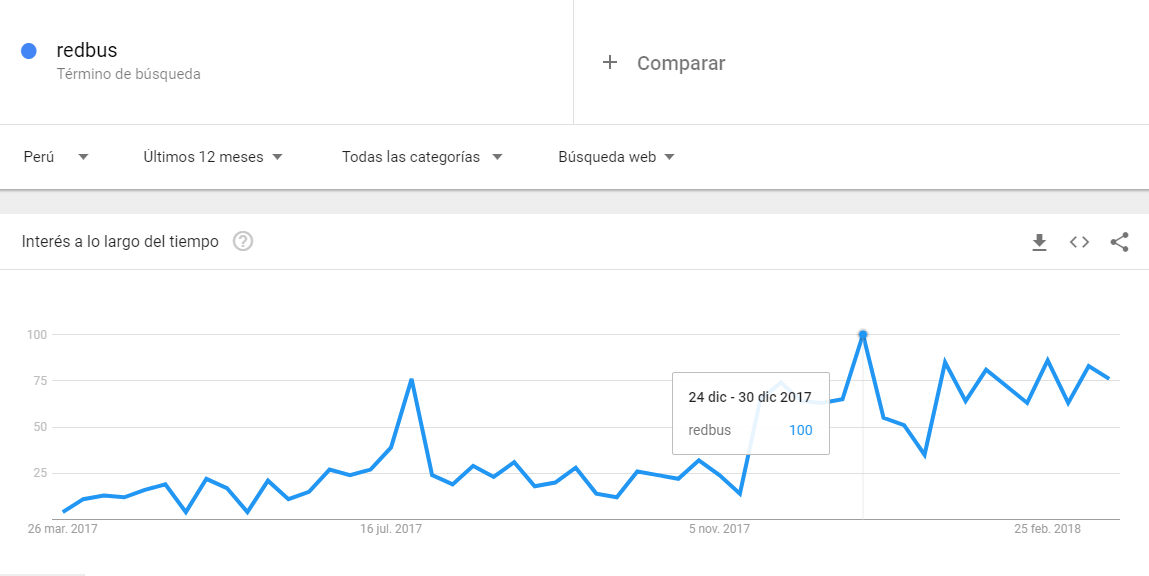 redbus
Término de búsqueda
+ Comparar
Perú
Últimos 12 meses
Todas las categorías
Búsqueda web
Interés a lo largo del tiempo
?
100
75
50
25
24 dic - 30 dic 2017
redbus 100
26 mar. 2017
16 jul. 2017
5 nov. 2017
25 feb. 2018